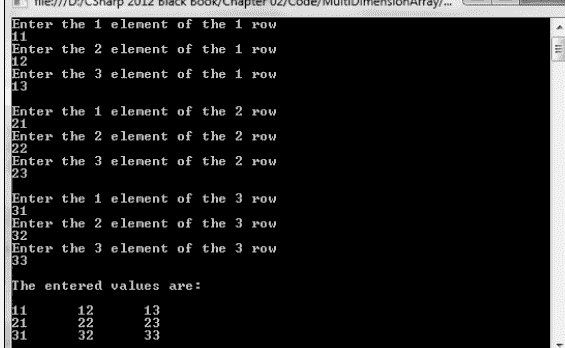 file:///D:/CSharp 2012 Black Book/Chapter 02/Code/MultiDimensionArray/...
Enter the 1 element of the 1 row
11
Enter the 2 element of the 1 row
12
Enter the 3 element of the 1 row
13
Enter the 1 element of the 2 row
21
Enter the 2 element of the 2 row
22
Enter the 3 element of the 2 row
23
Enter the 1 element of the 3 row
31
Enter the 2 element of the 3 row
32
Enter the 3 element of the 3 row
33
The entered values are:
11 12 13
21 22 23
31 32 33